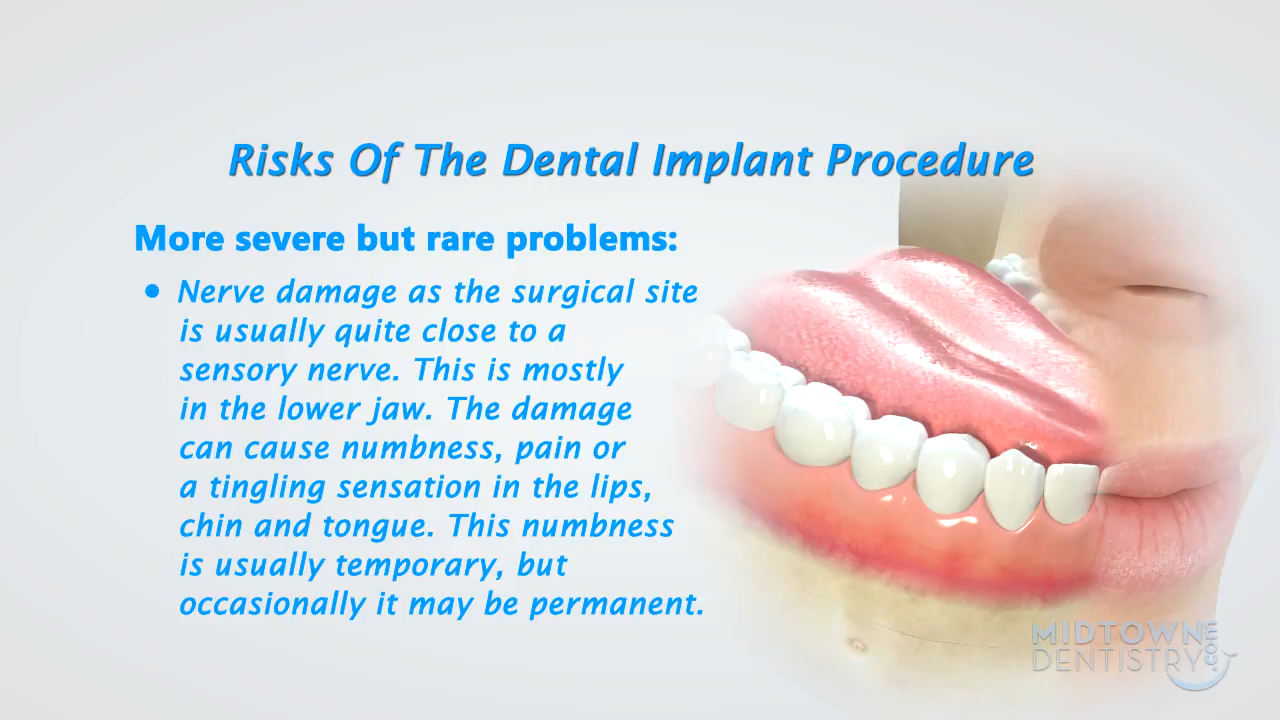 Risks Of The Dental Implant Procedure
More severe but rare problems:
• Nerve damage as the surgical site
is usually quite close to a
sensory nerve. This is mostly
in the lower jaw. The damage
can cause numbness, pain or
a tingling sensation in the lips,
chin and tongue. This numbness
is usually temporary, but
occasionally it may be permanent.
MIDTOWN
DENTISTRY
.COM